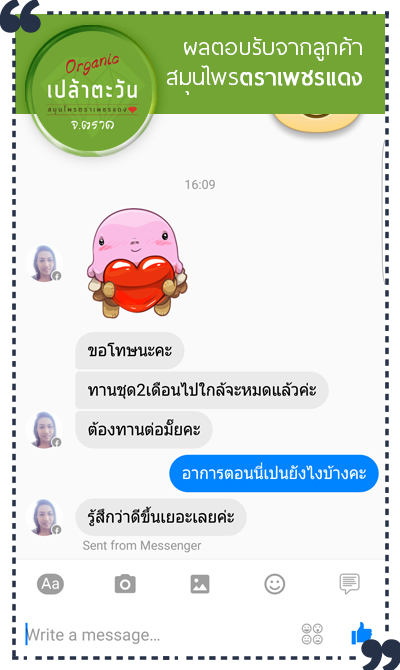 Organic
เปล้าตะวัน
สมุนไพรตราเพชรแดง
จ.ตราด
ผลตอบรับจากลูกค้า
สมุนไพรตราเพชรแดง
16:09
ขอโทษนะคะ
ทานชุด2เดือนไปใกล้จะหมดแล้วค่ะ
ต้องทานต่อมั๊ยคะ
อาการตอนนี่เปนยังไงบ้างคะ
รู้สึกว่าดีขึ้นเยอะเลยค่ะ
Sent from Messenger
Aa
Write a message...